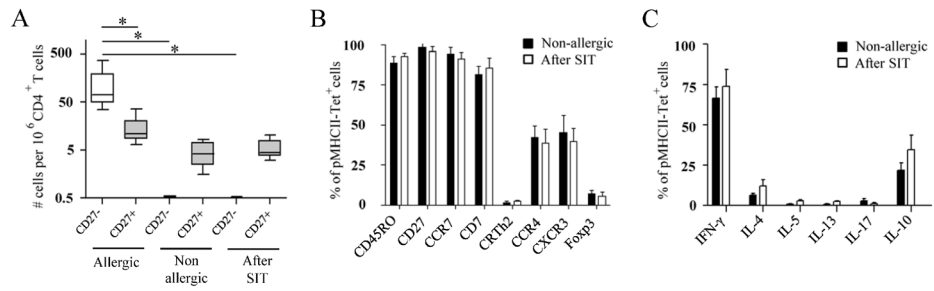 A
# cells per 10 6 CD4 + T cells
500
50
5
0.5
*
*
*
CD27-
CD27+
CD27-
CD27+
CD27-
CD27+
Allergic
Non
allergic
After
SIT
B
% of pMHCII-Tet+cells
100
75
50
25
0
Non-allergic
After SIT
CD45RO
CD27
CCR7
CD7
CRTh2
CCR4
CXCR3
Foxp3
C
% of pMHCII-Tet+cells
100
75
50
25
0
Non-allergic
After SIT
IFN-γ
IL-4
IL-5
IL-13
IL-17
IL-10